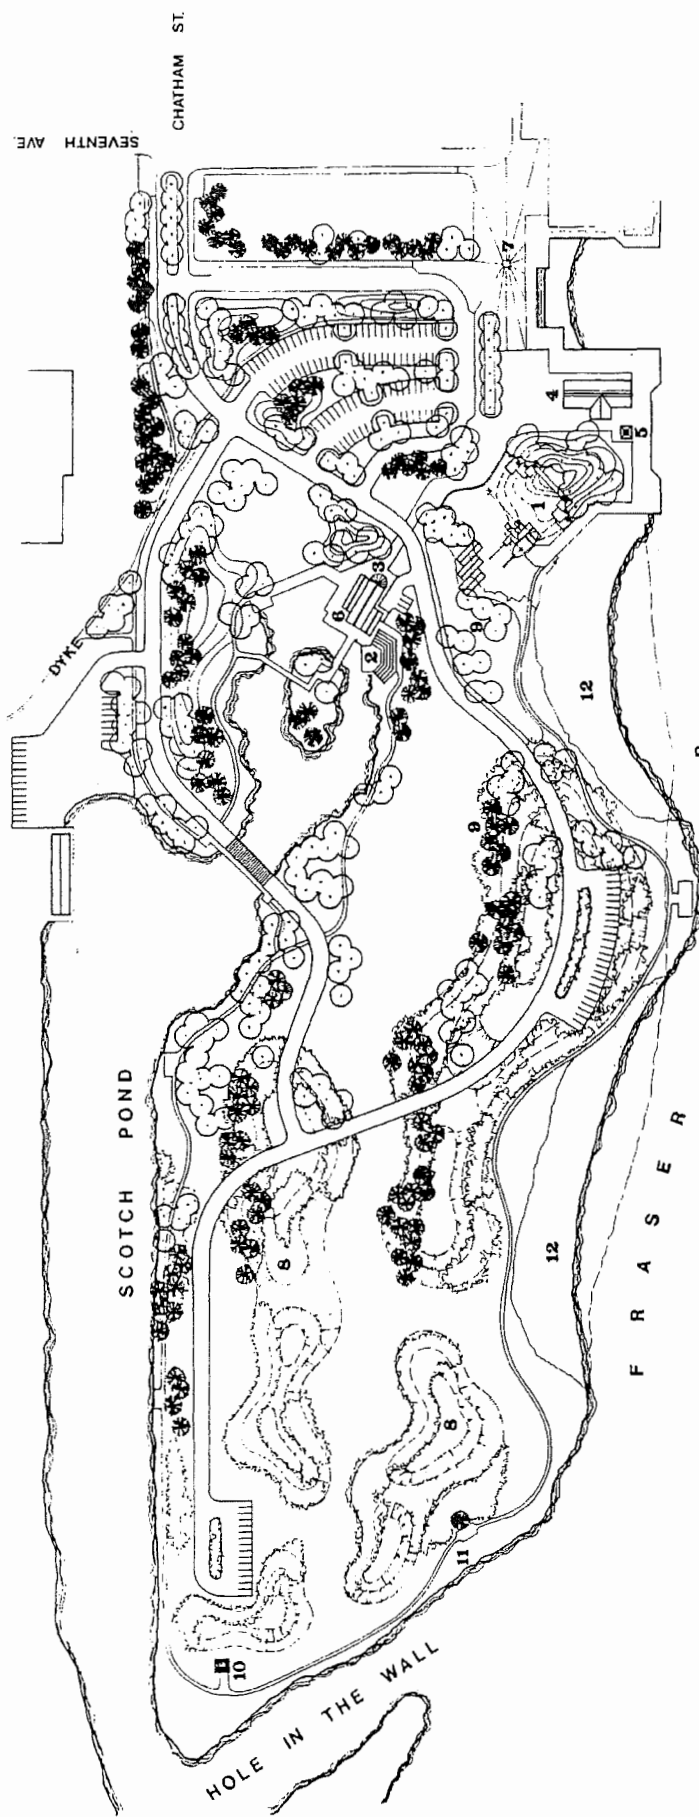 CHATHAM ST.
SEVENTH AVE.
DYKE
SCOTCH POND
HOLE IN THE WALL
FRASER R
1
2
3
4
5
6
7
8
8
9
9
10
11
12
12